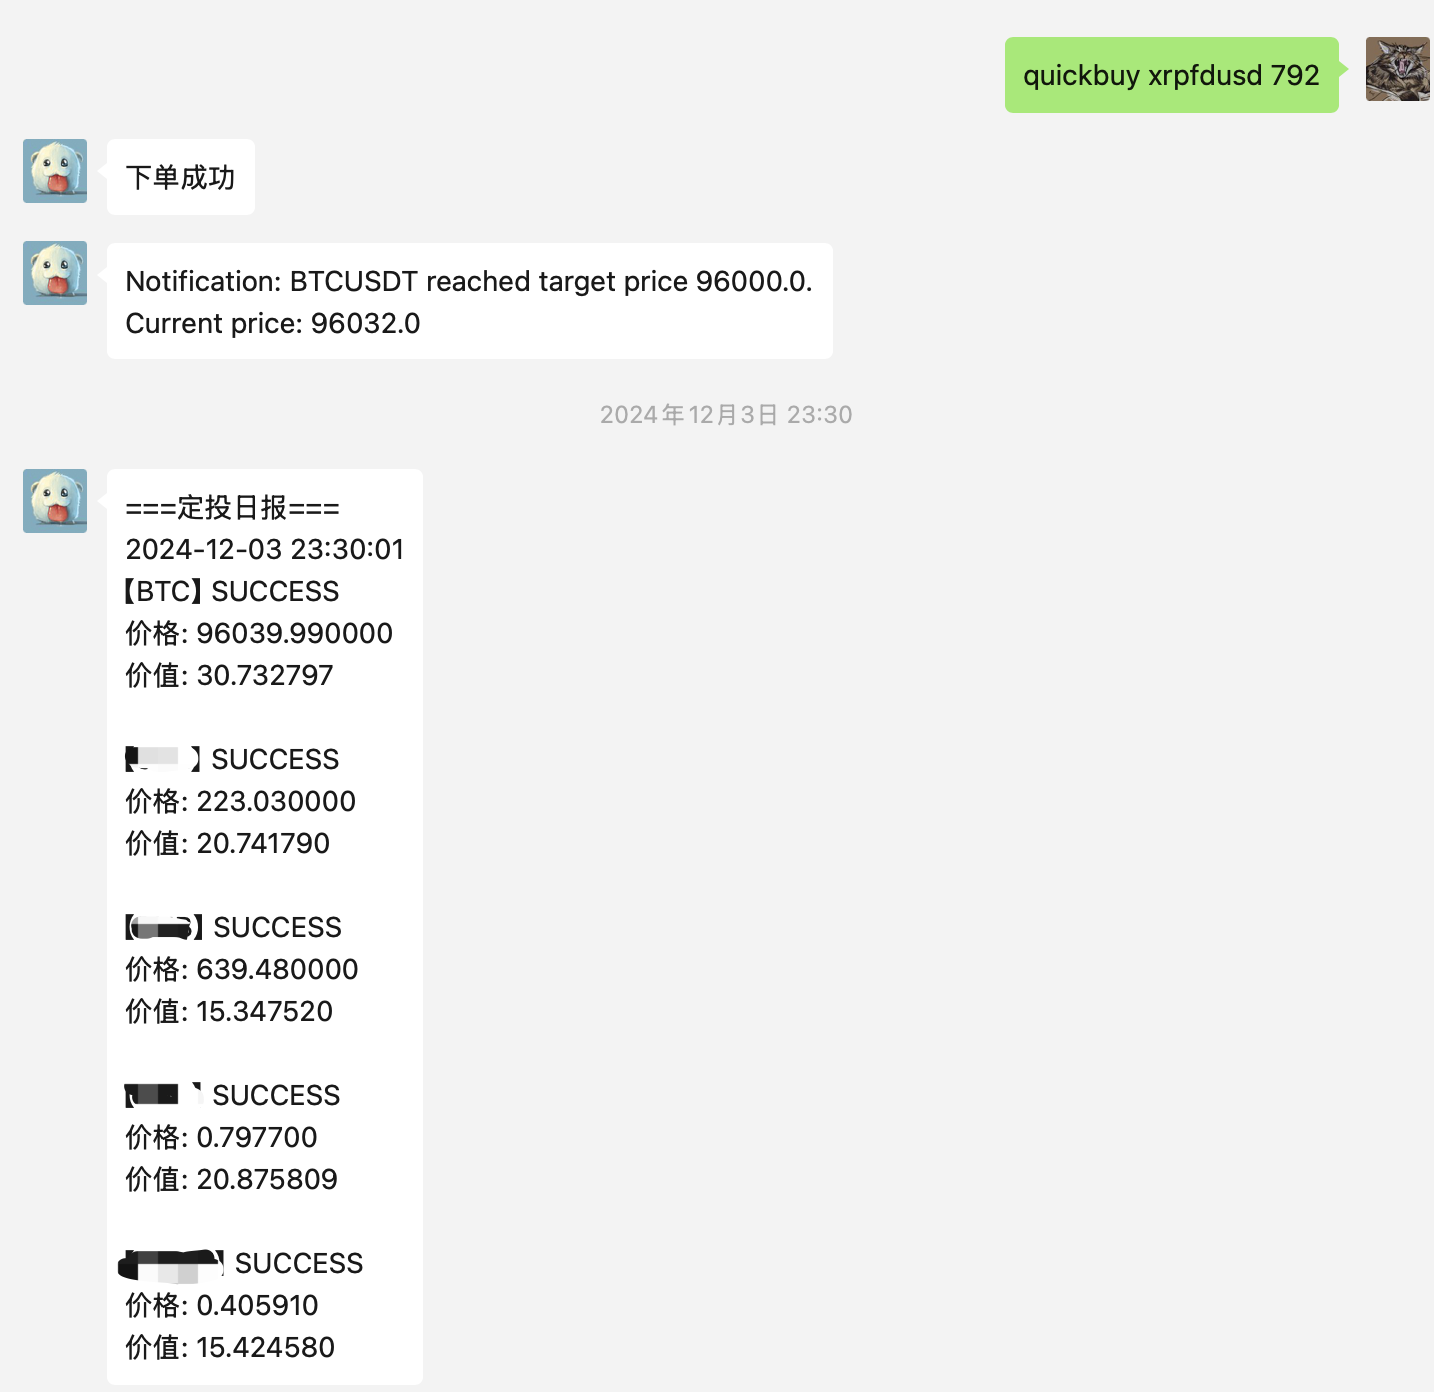 quickbuy xrpfdusd 792
下单成功
Notification: BTCUSDT reached target price 96000.0.
Current price: 96032.0
2024年12月3日 23:30
===定投日报===
2024-12-03 23:30:01
【BTC】 SUCCESS
价格: 96039.990000
价值: 30.732797
】 SUCCESS
价格: 223.030000
价值: 20.741790
【】 SUCCESS
价格: 639.480000
价值: 15.347520
SUCCESS
价格: 0.797700
价值: 20.875809
SUCCESS
价格: 0.405910
价值: 15.424580